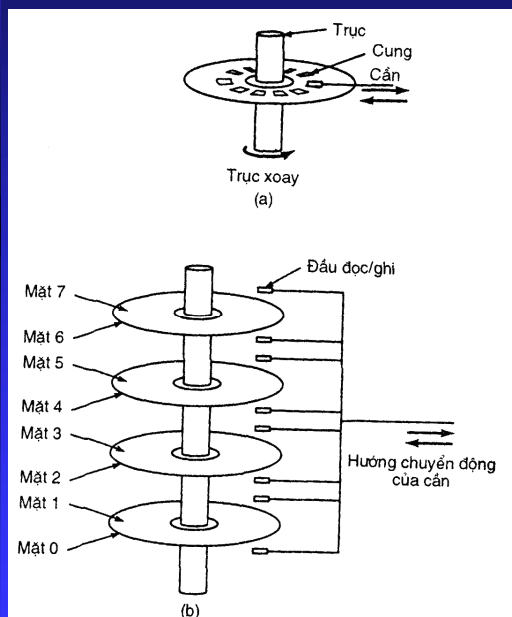 Trục
Cung
Cần
Trục xoay
(a)
Đầu đọc/ghi
Mặt 7
Mặt 6
Mặt 5
Mặt 4
Mặt 3
Mặt 2
Mặt 1
Mặt 0
Hướng chuyển động
của cần
(b)